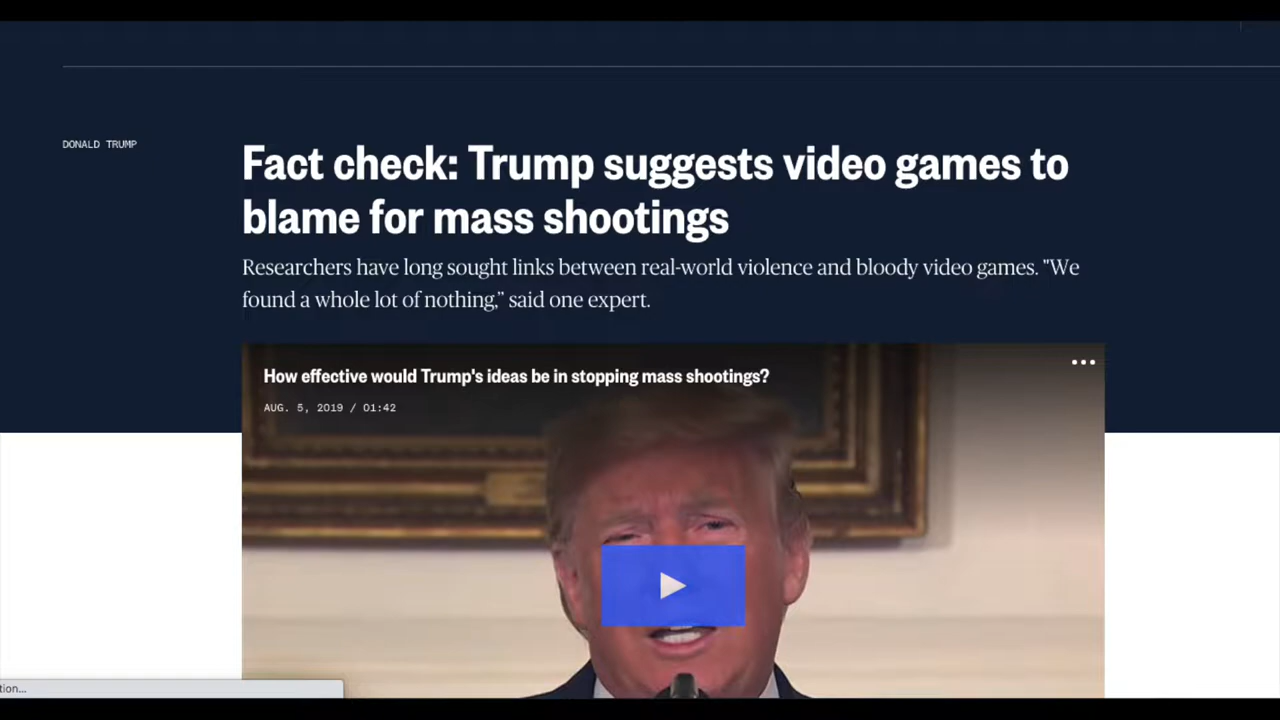 DONALD TRUMP
Fact check: Trump suggests video games to
blame for mass shootings
Researchers have long sought links between real-world violence and bloody video games. "We
found a whole lot of nothing,” said one expert.
How effective would Trump's ideas be in stopping mass shootings?
AUG. 5, 2019 / 01:42
tion...